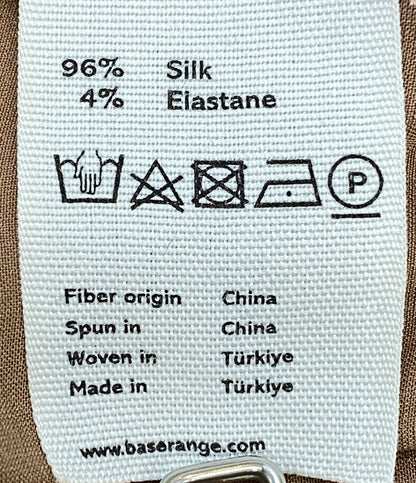 96% Silk
4% Elastane
P
Fiber origin China
Spun in China
Woven in Türkiye
Made in Türkiye
www.baserange.com